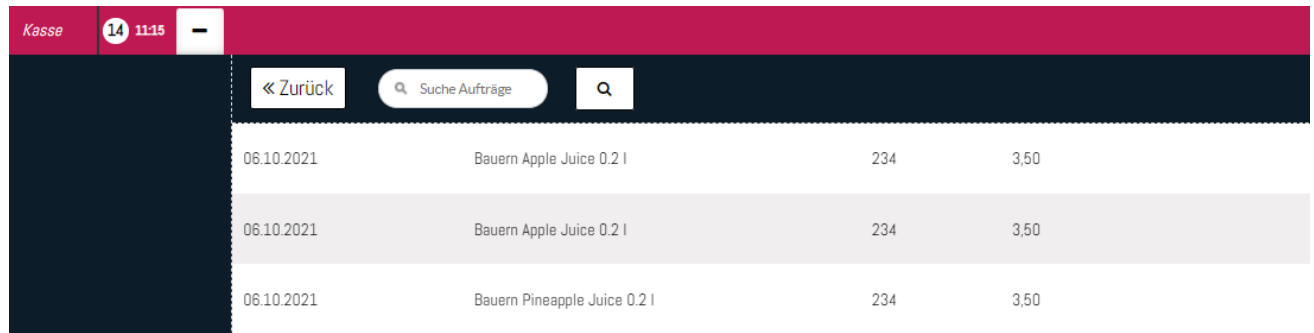 Kasse 14 11:15
Zurück Suche Aufträge
06.10.2021 Bauern Apple Juice 0.2 l 234 3,50
06.10.2021 Bauern Apple Juice 0.2 l 234 3,50
06.10.2021 Bauern Pineapple Juice 0.2 l 234 3,50